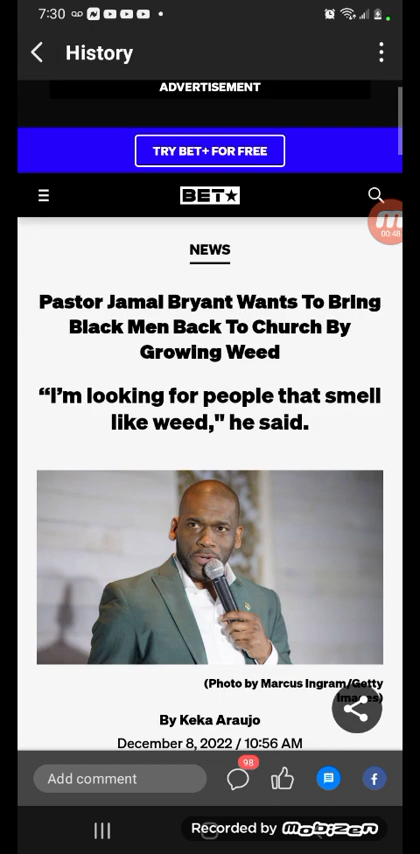 7:30
History
ADVERTISEMENT
TRY BET+ FOR FREE
BET★
00:48
NEWS
Pastor Jamal Bryant Wants To Bring
Black Men Back To Church By
Growing Weed
“I’m looking for people that smell
like weed," he said.
(Photo by Marcus Ingram/Getty
Images)
By Keka Araujo
December 8, 2022 / 10:56 AM
98
Add comment
Recorded by mobizen